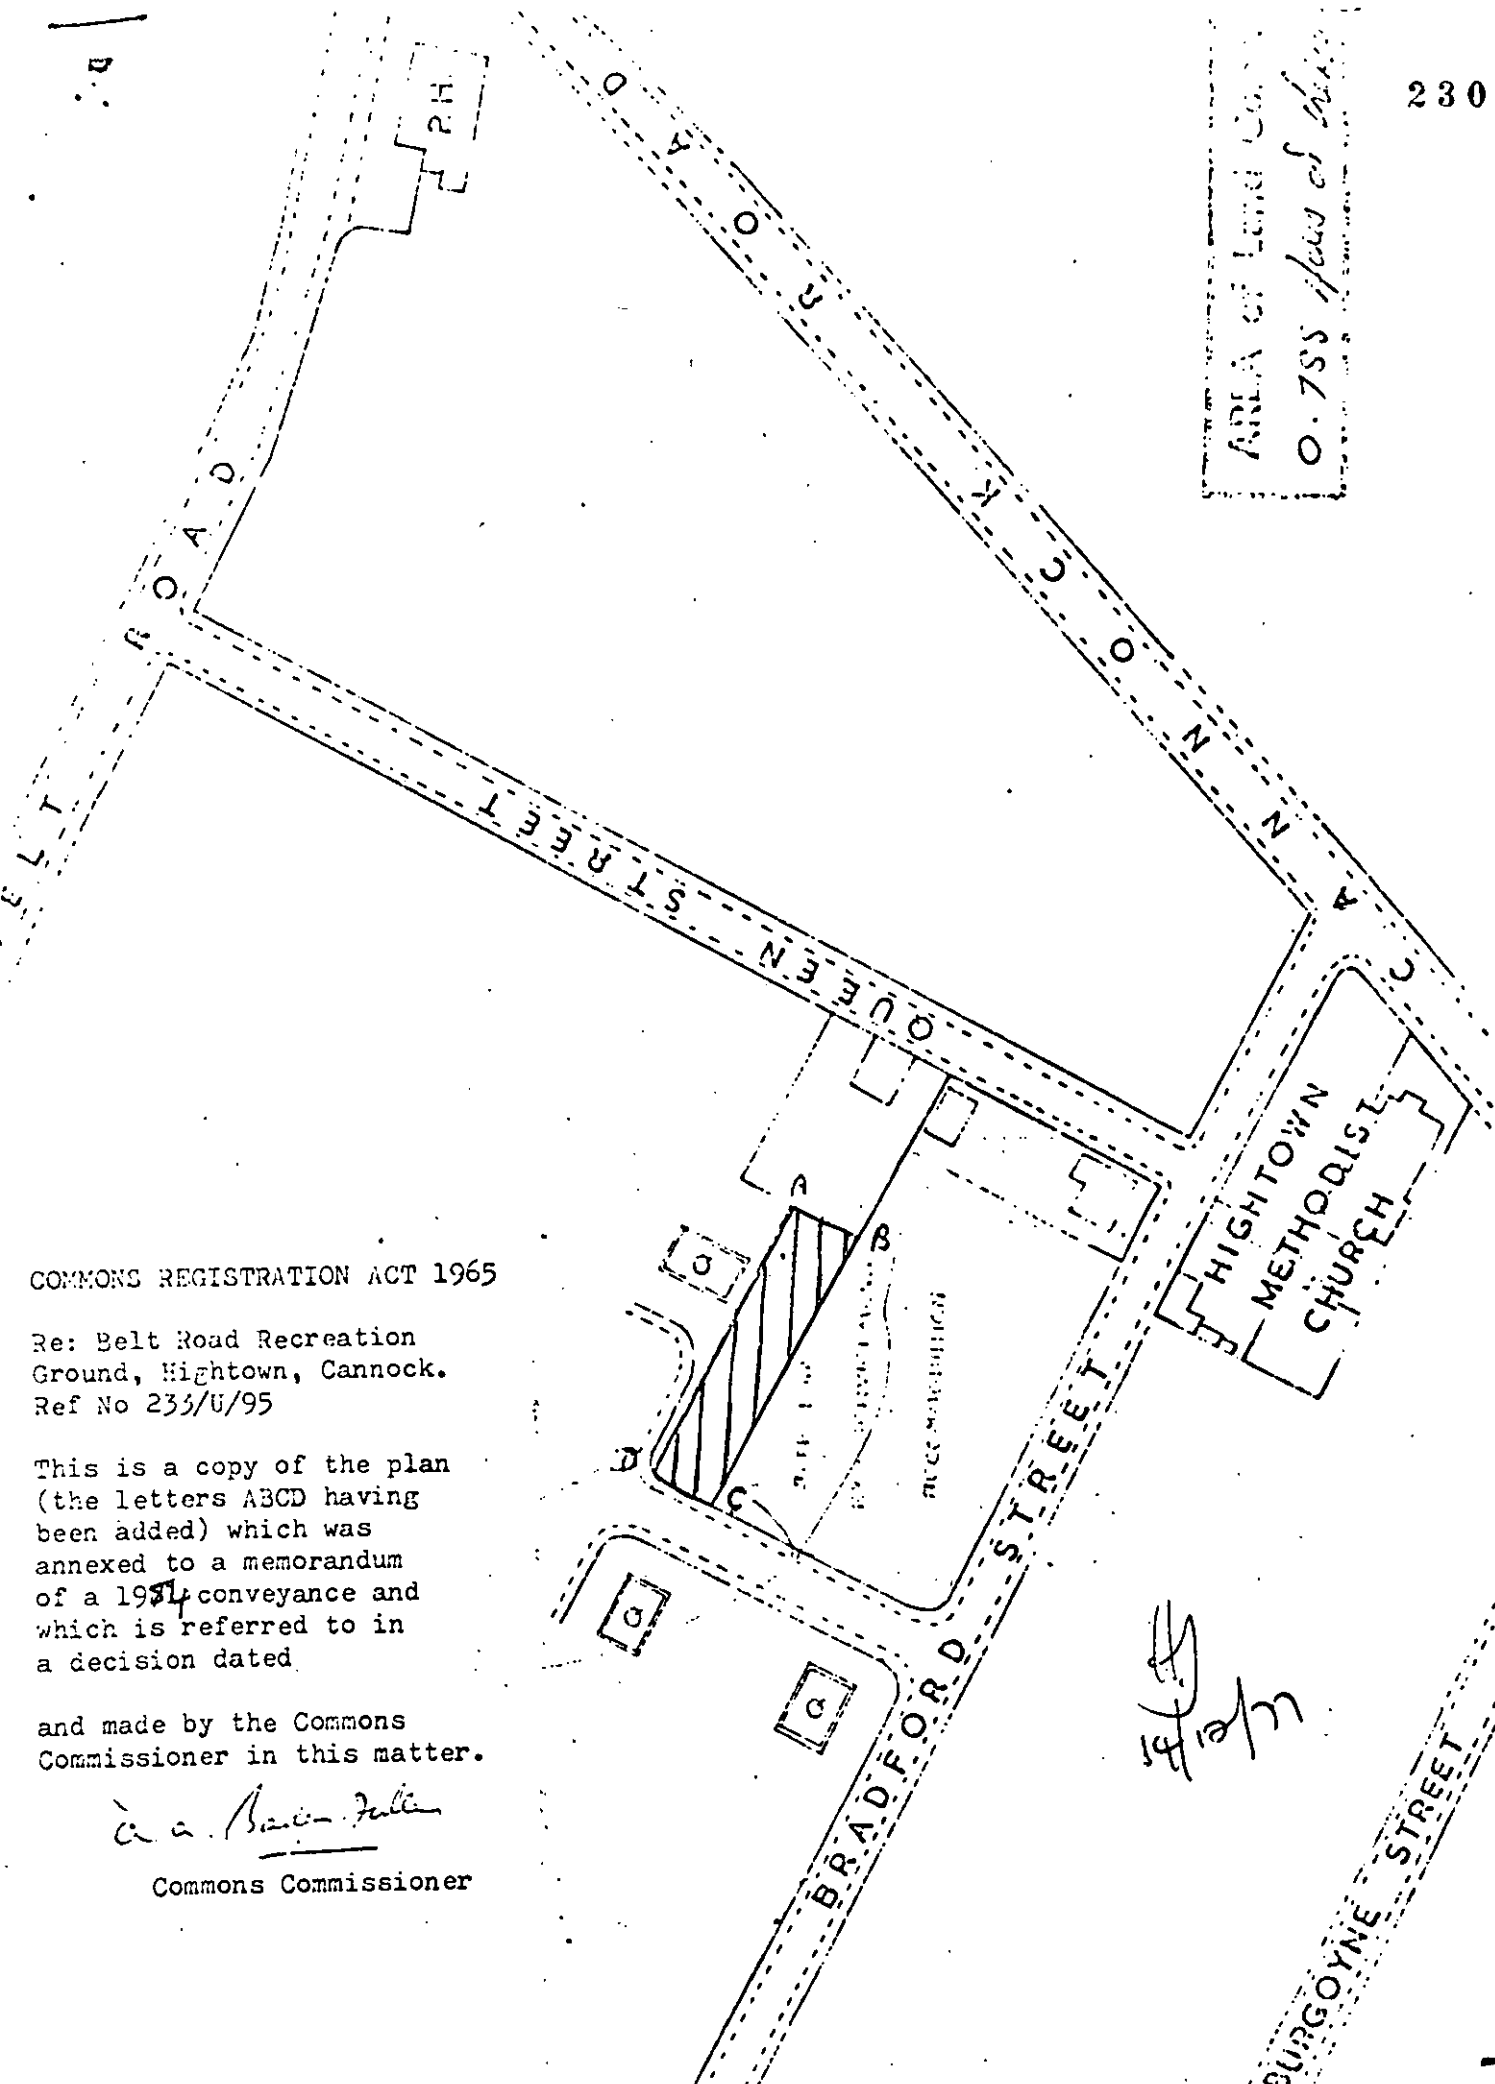 230
P.H.
CANNOCK ROAD
AREA of Land
BELT ROAD
QUEEN STREET
A
B
C
D
a
a
a
HIGHTOWN
METHODIST
CHURCH
BRADFORD STREET
BURGOYNE STREET
COMMONS REGISTRATION ACT 1965
Re: Belt Road Recreation
Ground, Hightown, Cannock.
Ref No 233/U/95
This is a copy of the plan
(the letters ABCD having
been added) which was
annexed to a memorandum
of a 1984 conveyance and
which is referred to in
a decision dated
and made by the Commons
Commissioner in this matter.
Commons Commissioner